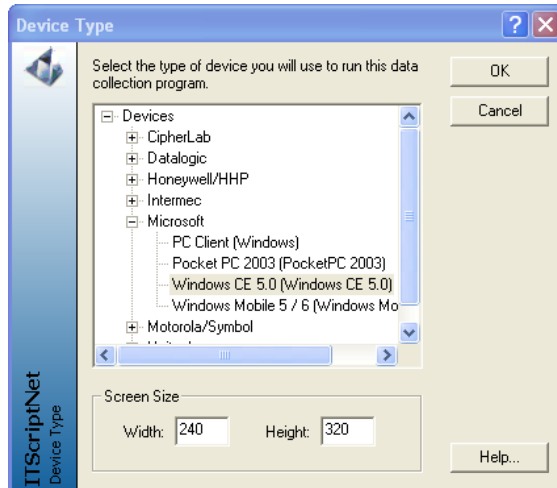 Device Type
Select the type of device you will use to run this data
collection program.
OK
Cancel
Devices
CipherLab
Datalogic
Honeywell/HHP
Intermec
Microsoft
PC Client (Windows)
Pocket PC 2003 (PocketPC 2003)
Windows CE 5.0 (Windows CE 5.0)
Windows Mobile 5 / 6 (Windows Mo
Motorola/Symbol
Screen Size
Width: 240 Height: 320
Help...
ITScriptNet
Device Type